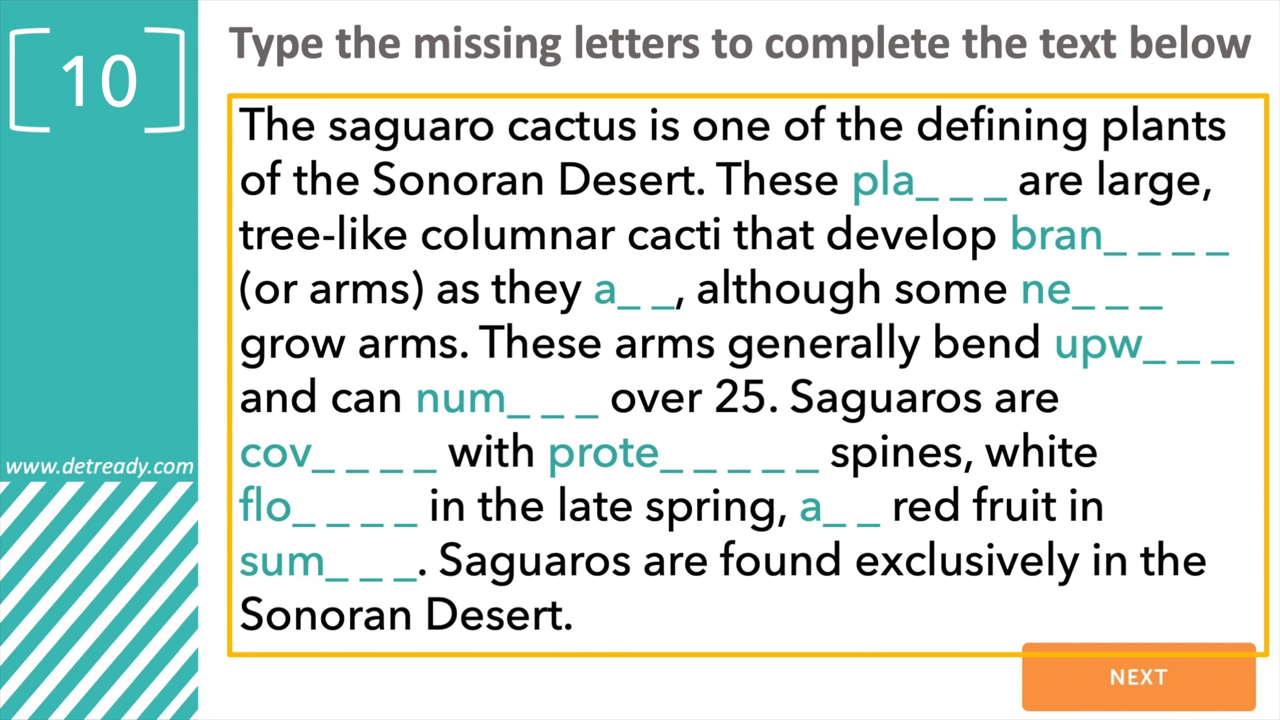 10
Type the missing letters to complete the text below
The saguaro cactus is one of the defining plants
of the Sonoran Desert. These pla_ _ _ are large,
tree-like columnar cacti that develop bran_ _ _ _
(or arms) as they a_ _, although some ne_ _ _
grow arms. These arms generally bend upw_ _ _
and can num_ _ _ over 25. Saguaros are
cov_ _ _ _ with prote_ _ _ _ _ spines, white
flo_ _ _ _ in the late spring, a_ _ red fruit in
sum_ _ _. Saguaros are found exclusively in the
Sonoran Desert.
www.detready.com
NEXT